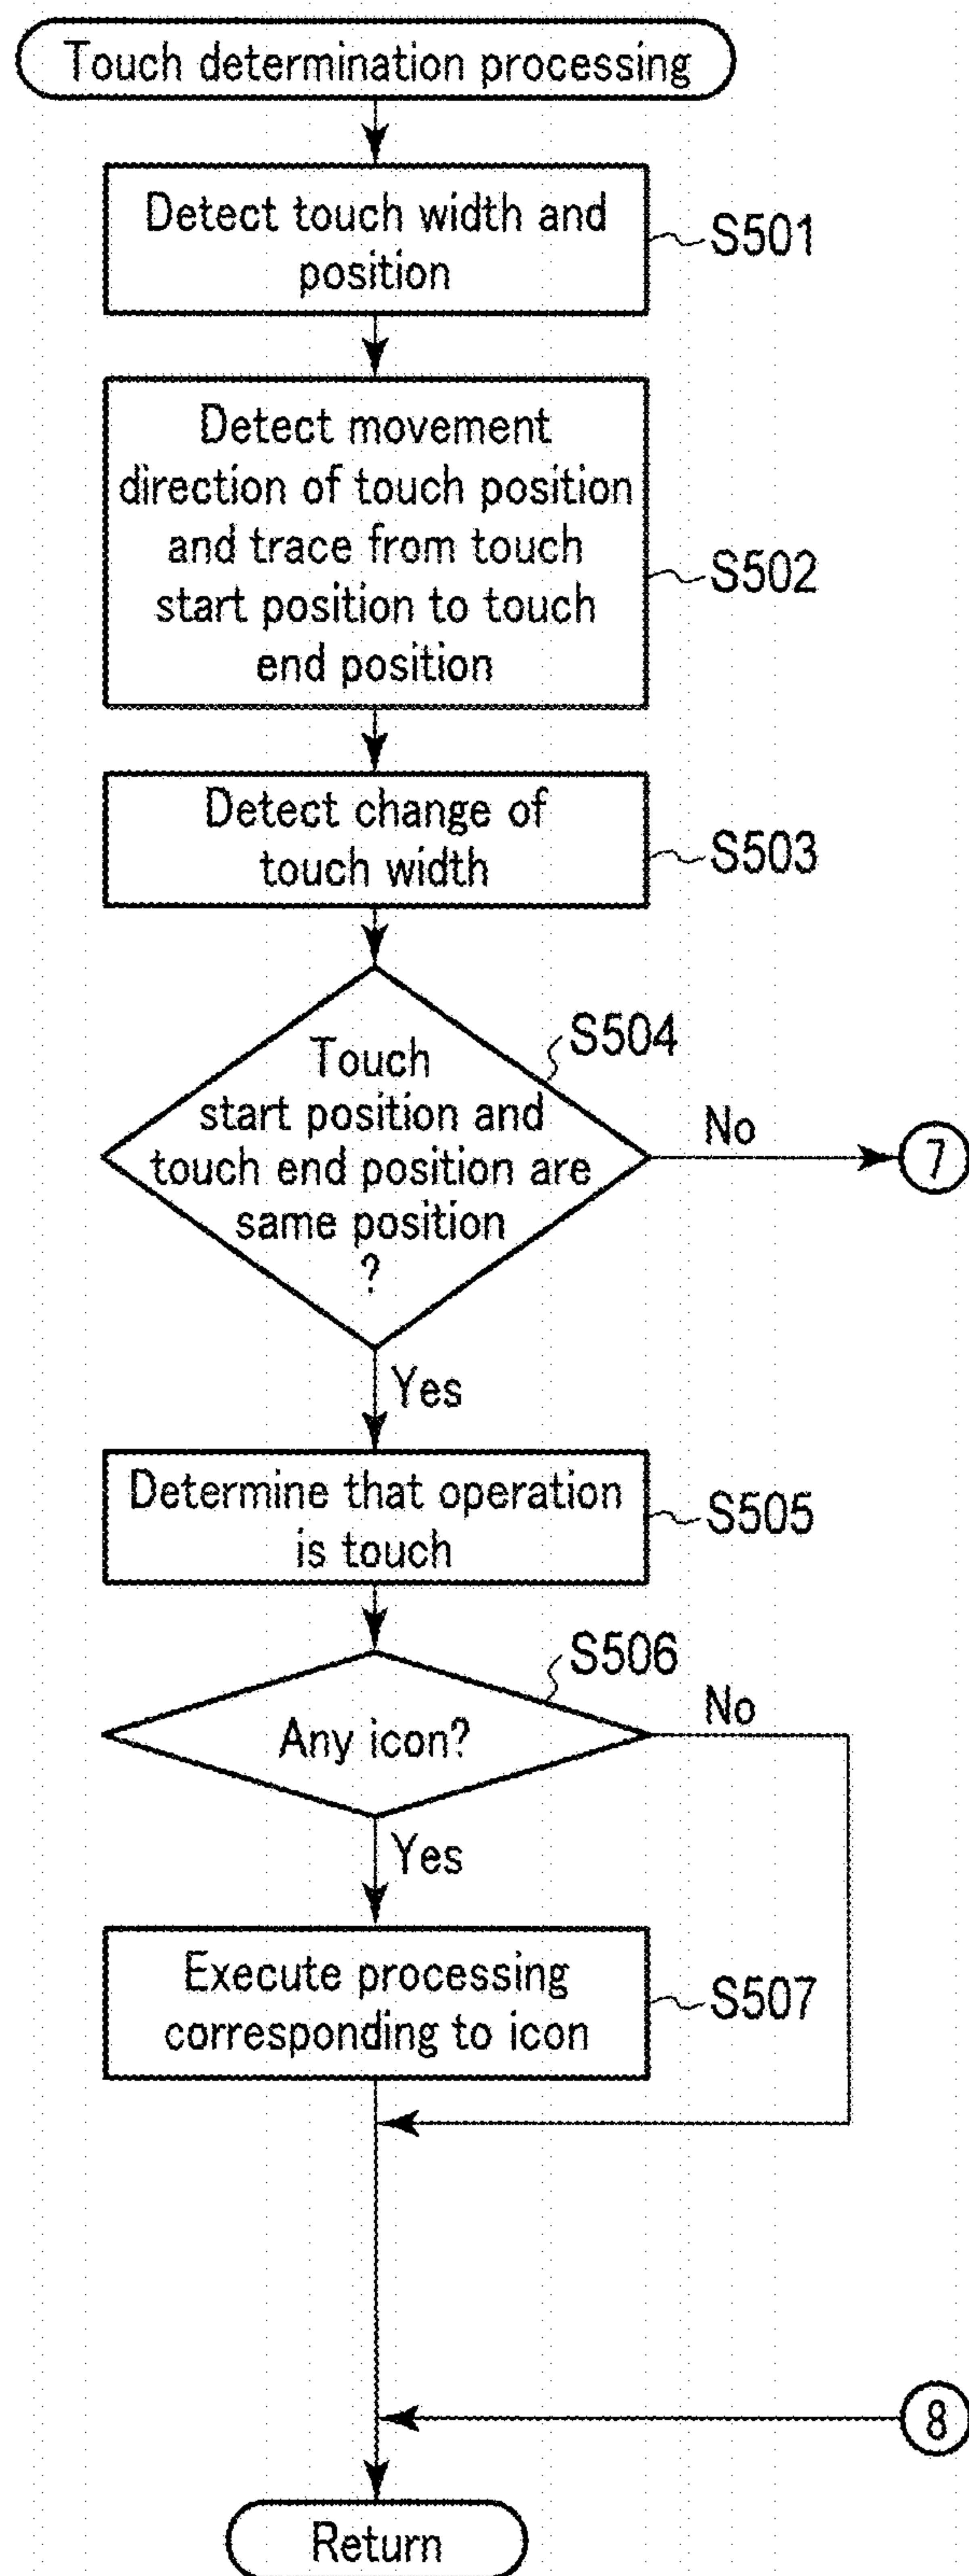 Touch determination processing
Detect touch width and
position
S501
Detect movement
direction of touch position
and trace from touch
start position to touch
end position
S502
Detect change of
touch width
S503
S504
Touch
start position and
touch end position are
same position
?
No
7
Yes
Determine that operation
is touch
S505
S506
Any icon?
No
Yes
Execute processing
corresponding to icon
S507
8
Return